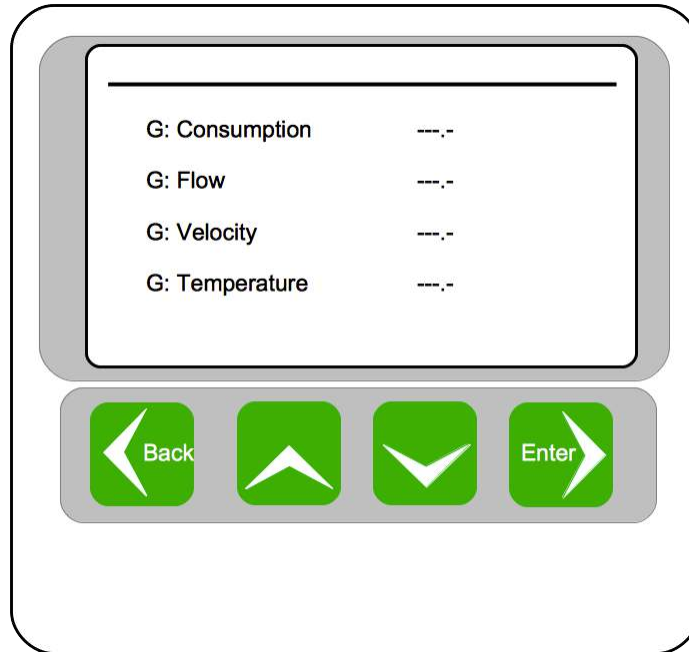 G: Consumption ---.-
G: Flow ---.-
G: Velocity ---.-
G: Temperature ---.-
Back Enter